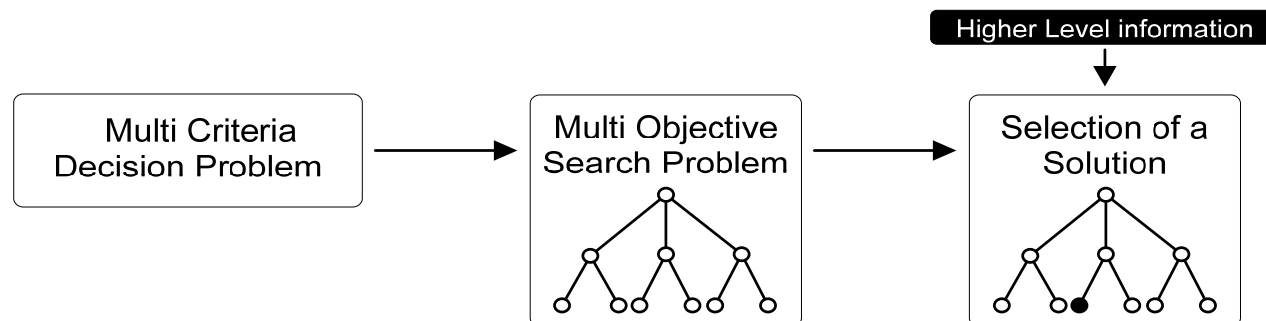 Higher Level information
Multi Criteria
Decision Problem
Multi Objective
Search Problem
Selection of a
Solution